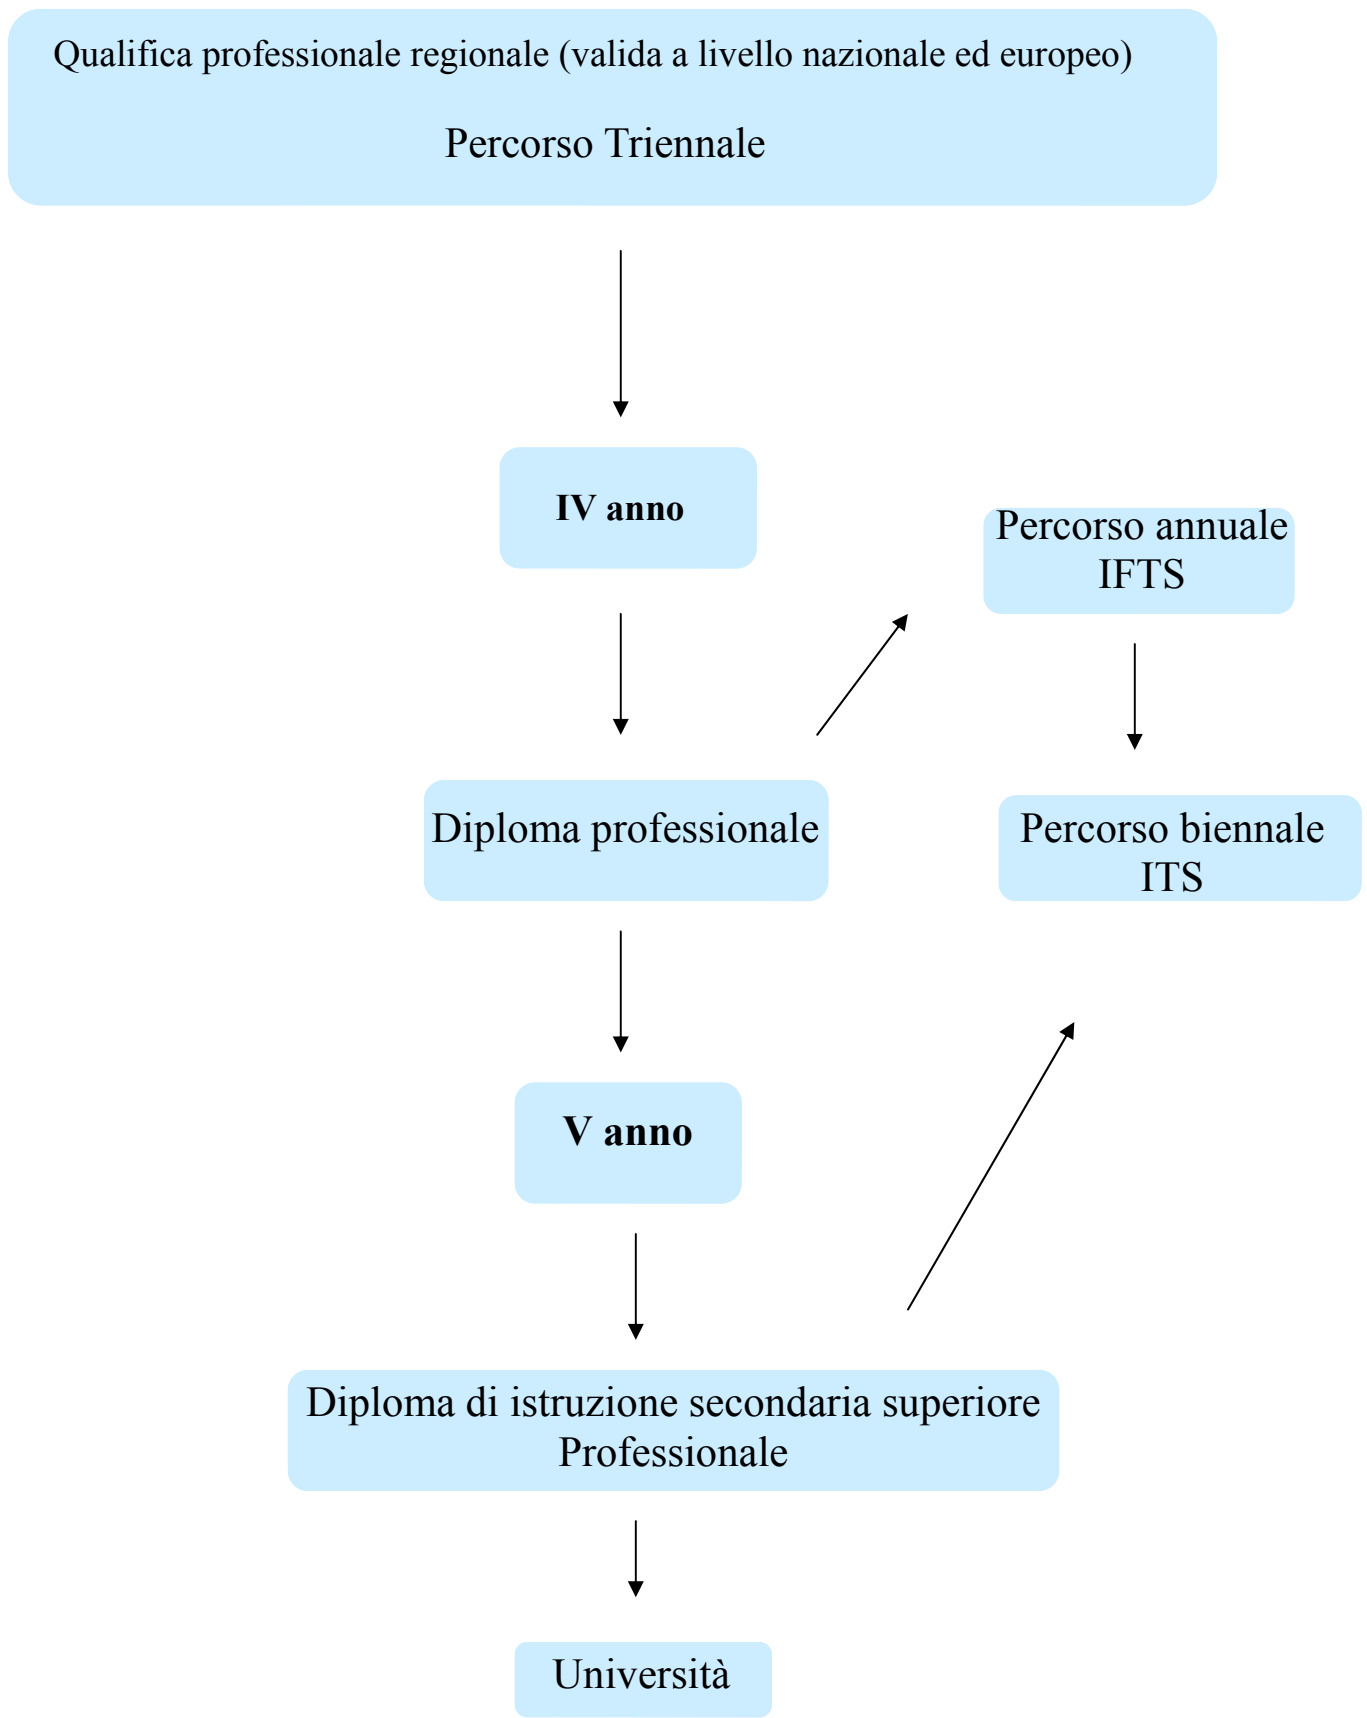 Qualifica professionale regionale (valida a livello nazionale ed europeo)
Percorso Triennale
IV anno
Percorso annuale
IFTS
Diploma professionale
Percorso biennale
ITS
V anno
Diploma di istruzione secondaria superiore
Professionale
Università